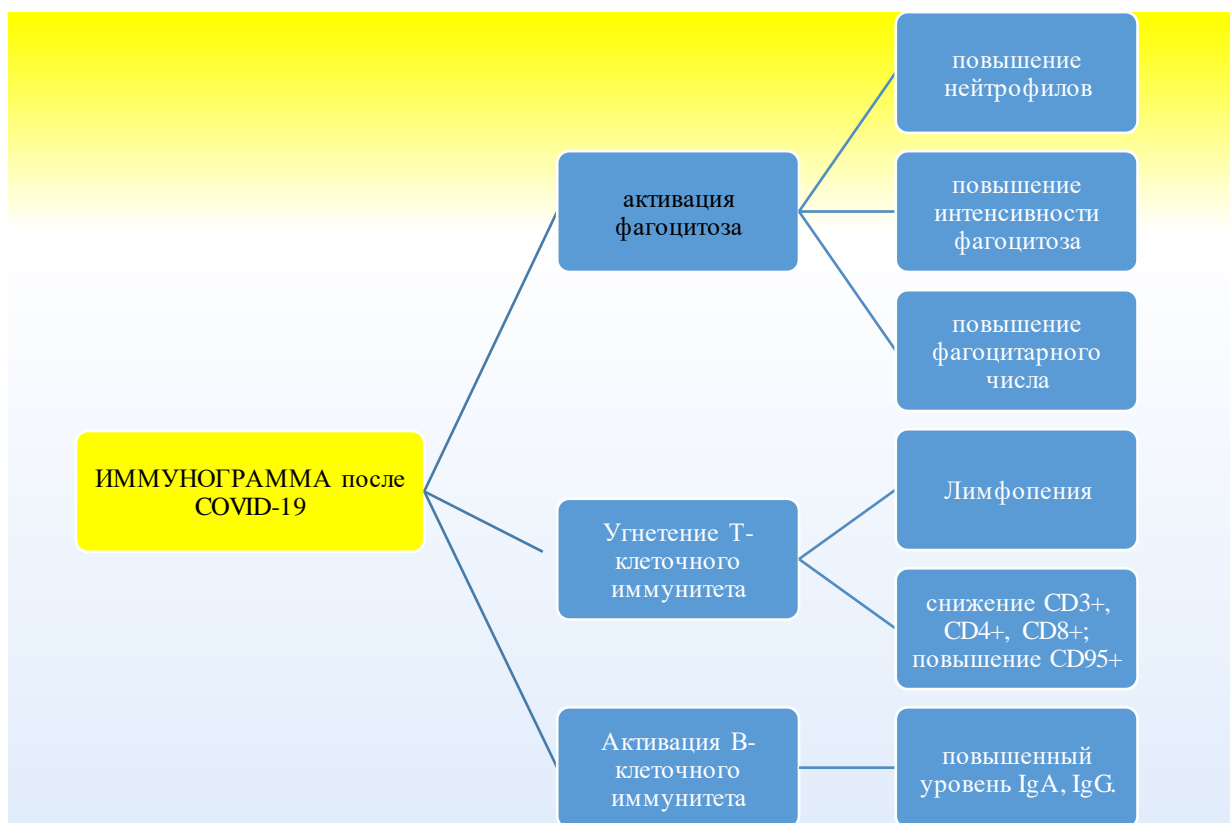 ИММУНОГРАММА после
COVID-19
активация
фагоцитоза
повышение
нейтрофилов
повышение
интенсивности
фагоцитоза
повышение
фагоцитарного
числа
Угнетение Т-
клеточного
иммунитета
Лимфопения
снижение CD3+,
CD4+, CD8+;
повышение CD95+
Активация В-
клеточного
иммунитета
повышенный
уровень IgA, IgG.